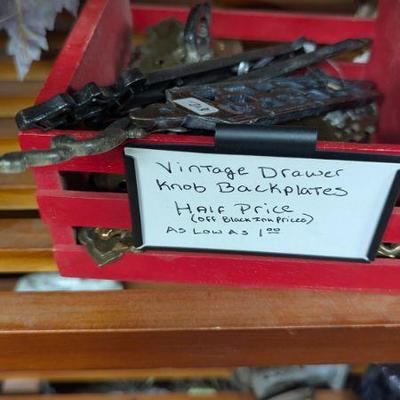 Vintage Drawer
Knob Backplates
Half Price
(off Black Ink Prices)
As Low As 1.00